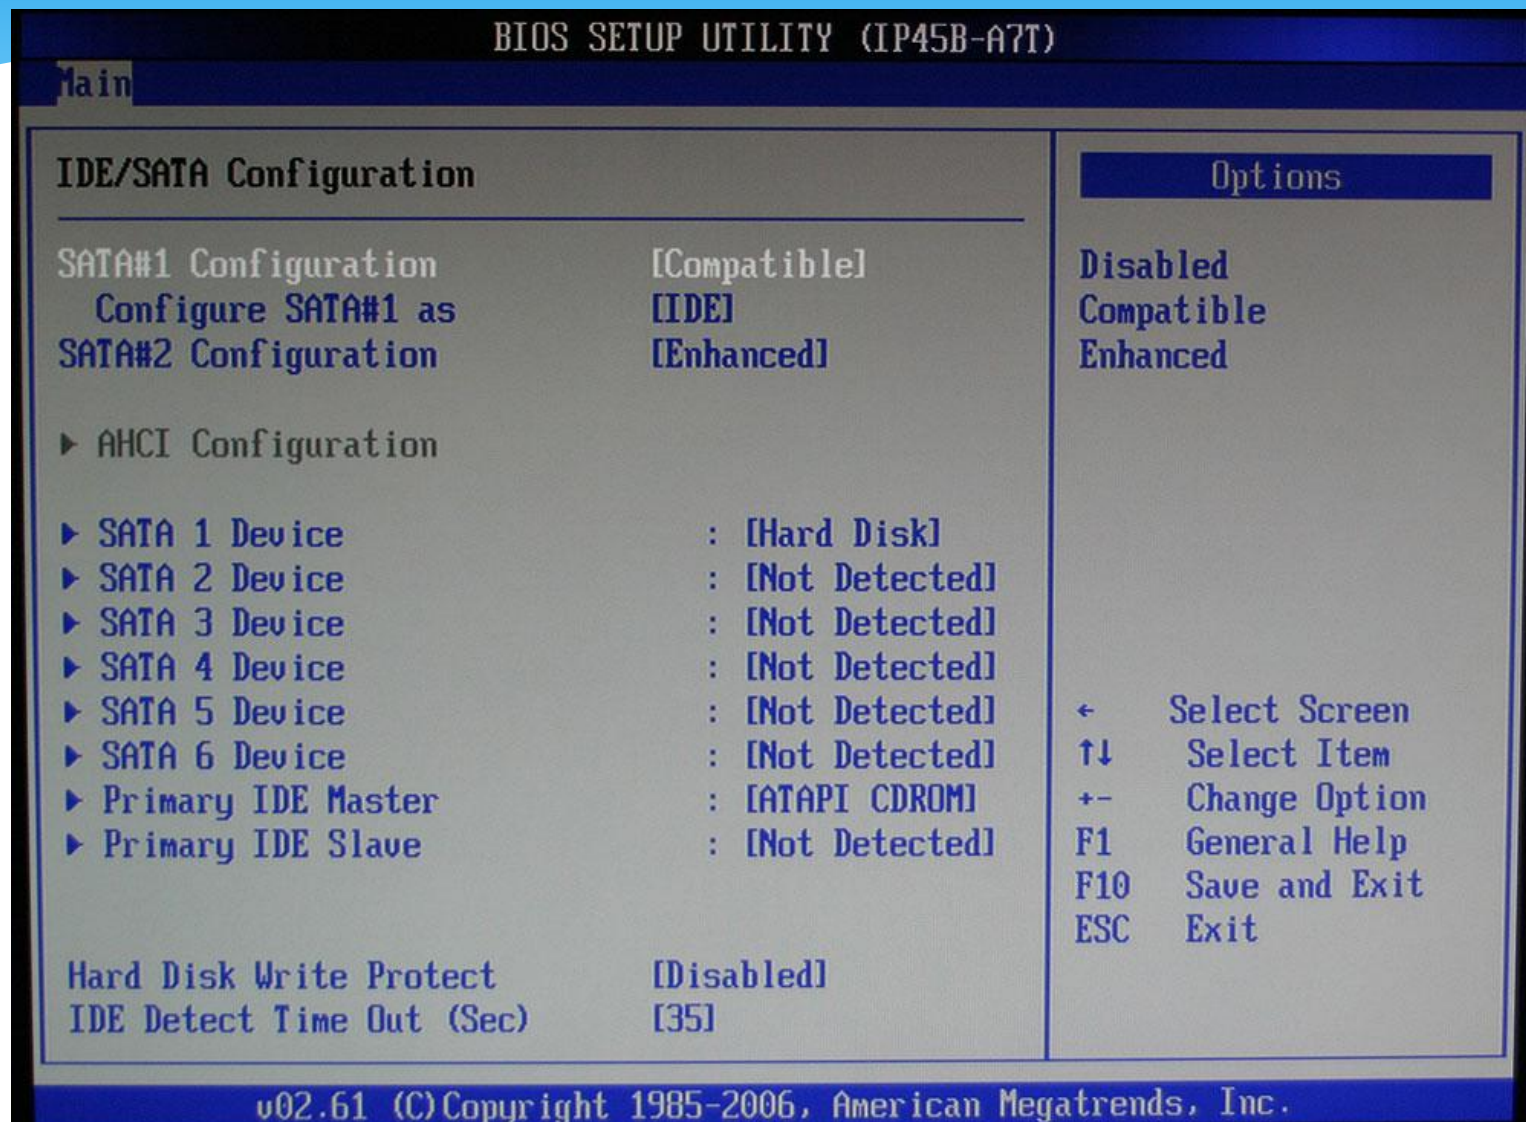 BIOS SETUP UTILITY (IP45B-A7T)
Main
IDE/SATA Configuration
SATA#1 Configuration [Compatible]
Configure SATA#1 as [IDE]
SATA#2 Configuration [Enhanced]
AHCI Configuration
SATA 1 Device : [Hard Disk]
SATA 2 Device : [Not Detected]
SATA 3 Device : [Not Detected]
SATA 4 Device : [Not Detected]
SATA 5 Device : [Not Detected]
SATA 6 Device : [Not Detected]
Primary IDE Master : [ATAPI CDROM]
Primary IDE Slave : [Not Detected]
Hard Disk Write Protect [Disabled]
IDE Detect Time Out (Sec) [35]
Options
Disabled
Compatible
Enhanced
← Select Screen
↑↓ Select Item
+- Change Option
F1 General Help
F10 Save and Exit
ESC Exit
v02.61 (C)Copyright 1985-2006, American Megatrends, Inc.